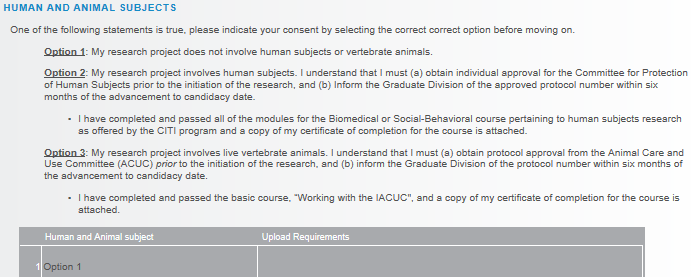 HUMAN AND ANIMAL SUBJECTS
One of the following statements is true, please indicate your consent by selecting the correct correct option before moving on.
Option 1: My research project does not involve human subjects or vertebrate animals.
Option 2: My research project involves human subjects. I understand that I must (a) obtain individual approval for the Committee for Protection
of Human Subjects prior to the initiation of the research, and (b) Inform the Graduate Division of the approved protocol number within six
months of the advancement to candidacy date.
• I have completed and passed all of the modules for the Biomedical or Social-Behavioral course pertaining to human subjects research
as offered by the CITI program and a copy of my certificate of completion for the course is attached.
Option 3: My research project involves live vertebrate animals. I understand that I must (a) obtain protocol approval from the Animal Care and
Use Committee (ACUC) prior to the initiation of the research, and (b) inform the Graduate Division of the protocol number within six months of
the advancement to candidacy date.
• I have completed and passed the basic course, "Working with the IACUC", and a copy of my certificate of completion for the course is
attached.
Human and Animal subject Upload Requirements
1 Option 1